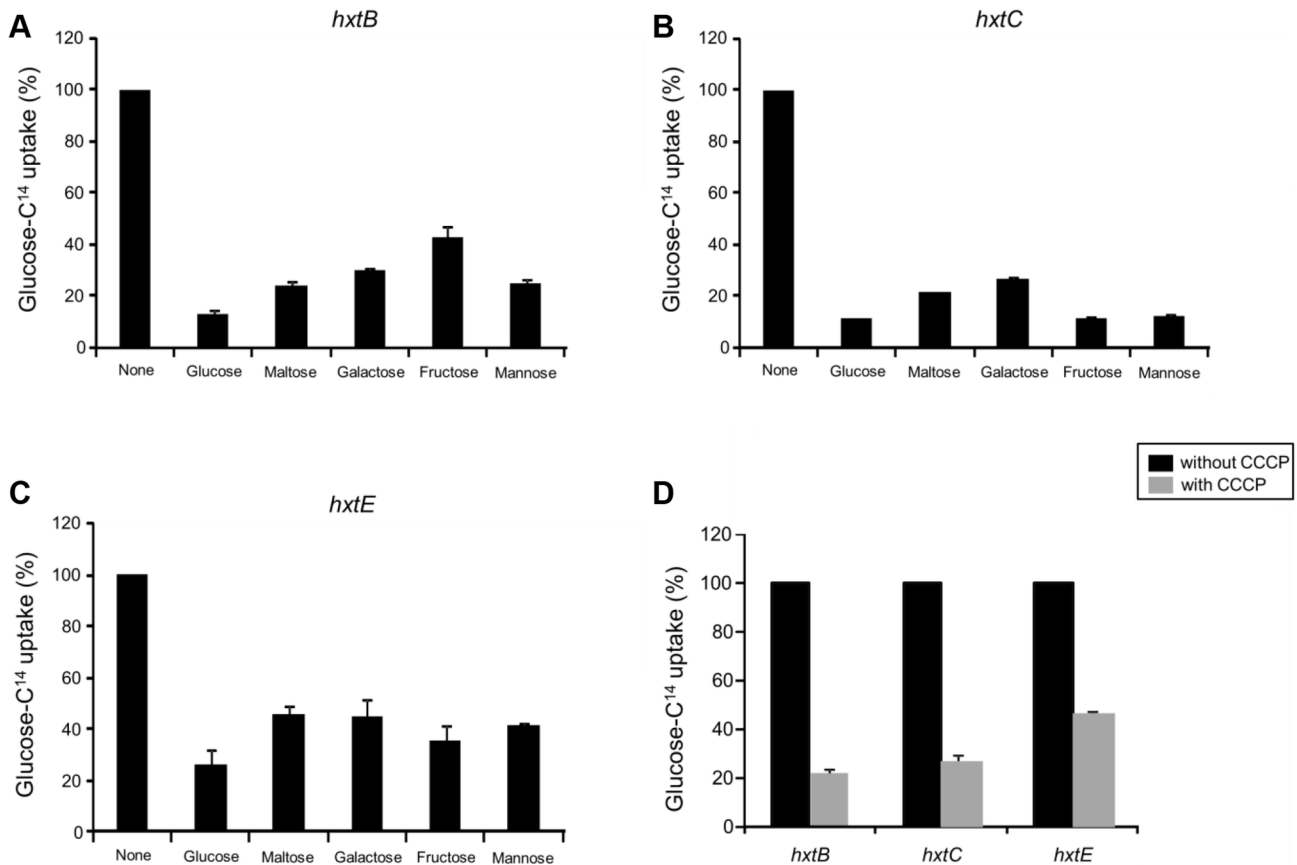 A
hxtB
Glucose-C¹⁴ uptake (%)
120
100
80
60
40
20
0
None Glucose Maltose Galactose Fructose Mannose
B
hxtC
Glucose-C¹⁴ uptake (%)
120
100
80
60
40
20
0
None Glucose Maltose Galactose Fructose Mannose
C
hxtE
Glucose-C¹⁴ uptake (%)
120
100
80
60
40
20
0
None Glucose Maltose Galactose Fructose Mannose
D
without CCCP
with CCCP
Glucose-C¹⁴ uptake (%)
120
100
80
60
40
20
0
hxtB hxtC hxtE